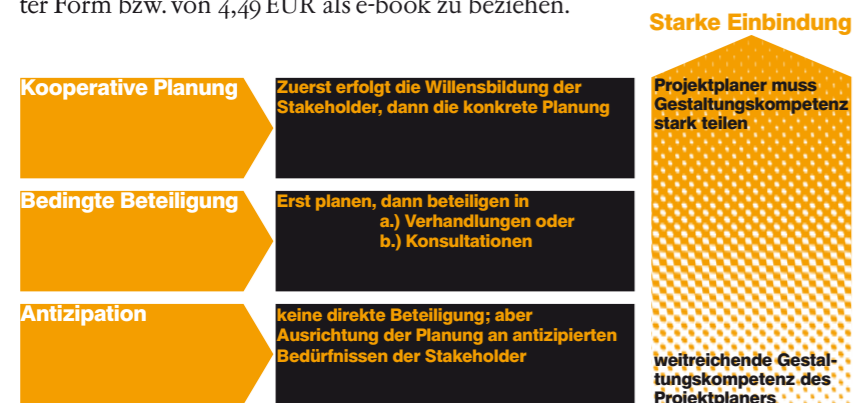 ter Form bzw. von 4,49 EUR als e-book zu beziehen.
Starke Einbindung
Kooperative Planung
Zuerst erfolgt die Willensbildung der
Stakeholder, dann die konkrete Planung
Projektplaner muss
Gestaltungskompetenz
stark teilen
Bedingte Beteiligung
Erst planen, dann beteiligen in
a.) Verhandlungen oder
b.) Konsultationen
Antizipation
keine direkte Beteiligung; aber
Ausrichtung der Planung an antizipierten
Bedürfnissen der Stakeholder
weitreichende Gestal-
tungskompetenz des
Projektplaners